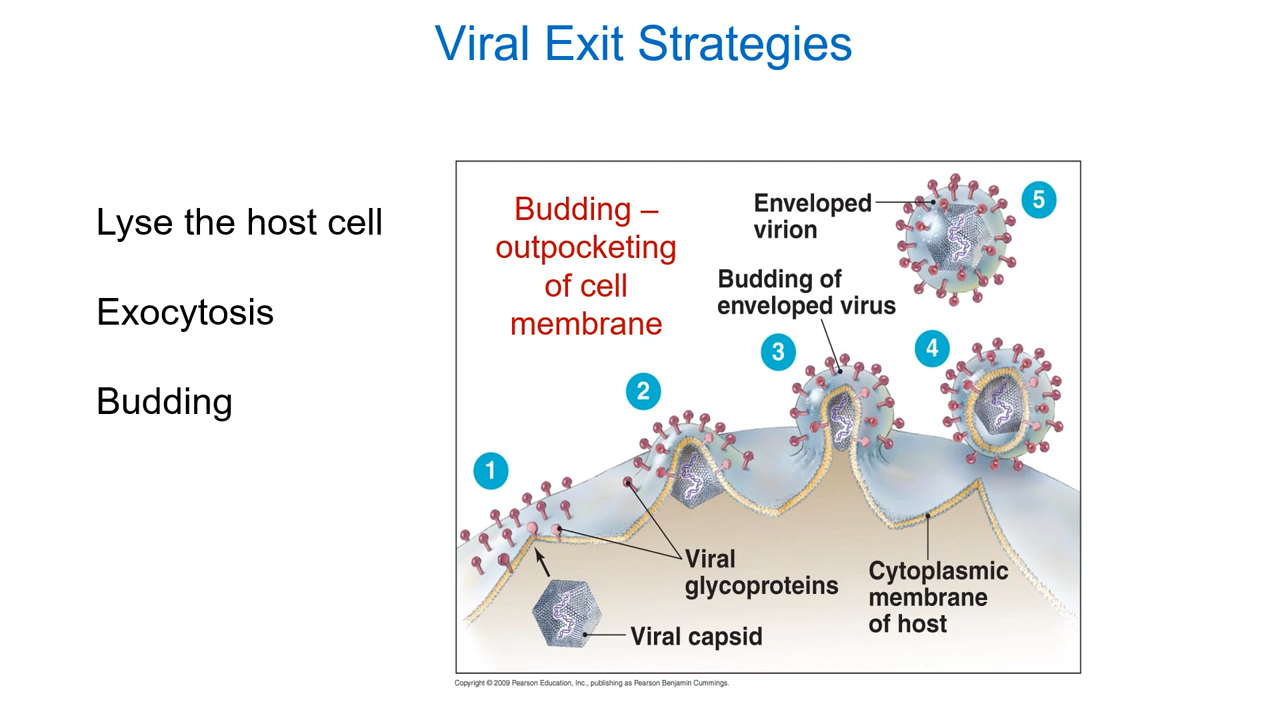 Viral Exit Strategies
Lyse the host cell
Exocytosis
Budding
Budding –
outpocketing
of cell
membrane
Enveloped
virion
5
Budding of
enveloped virus
3
4
2
1
Viral
glycoproteins
Cytoplasmic
membrane
of host
Viral capsid
Copyright © 2009 Pearson Education, Inc., publishing as Pearson Benjamin Cummings.